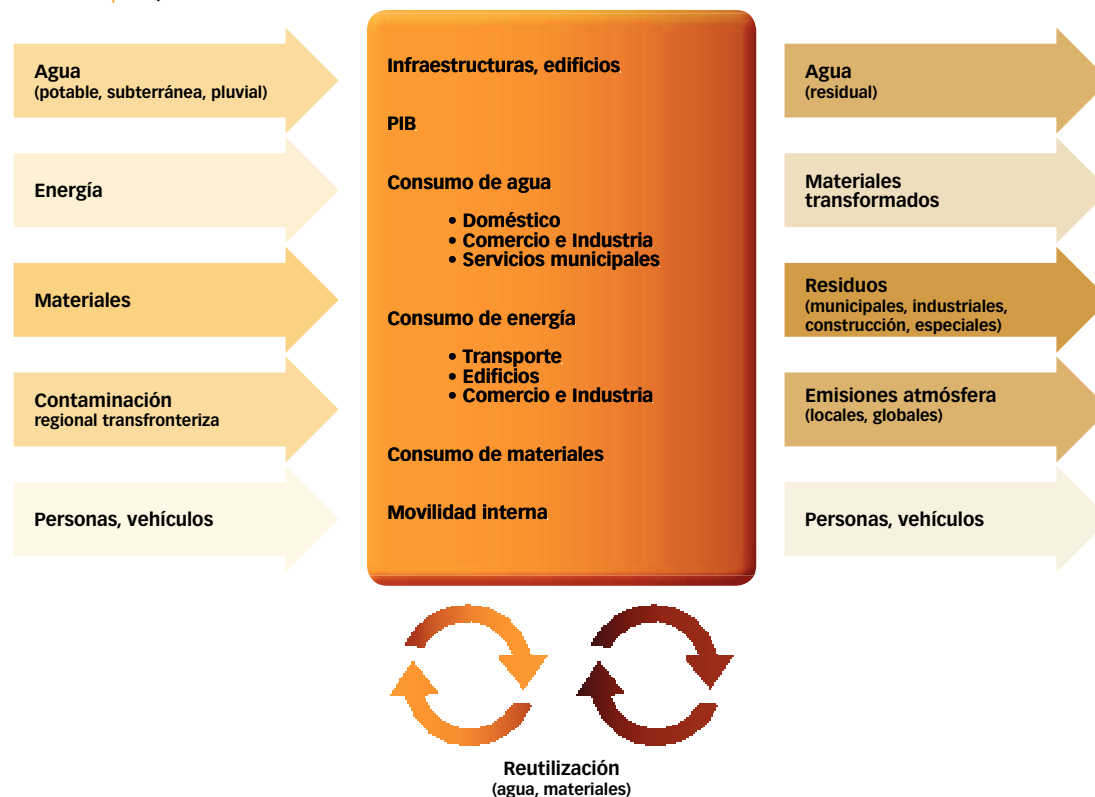 Agua
(potable, subterránea, pluvial)
Energía
Materiales
Contaminación
regional transfronteriza
Personas, vehículos
Infraestructuras, edificios
PIB
Consumo de agua
• Doméstico
• Comercio e Industria
• Servicios municipales
Consumo de energía
• Transporte
• Edificios
• Comercio e Industria
Consumo de materiales
Movilidad interna
Agua
(residual)
Materiales
transformados
Residuos
(municipales, industriales,
construcción, especiales)
Emisiones atmósfera
(locales, globales)
Personas, vehículos
Reutilización
(agua, materiales)